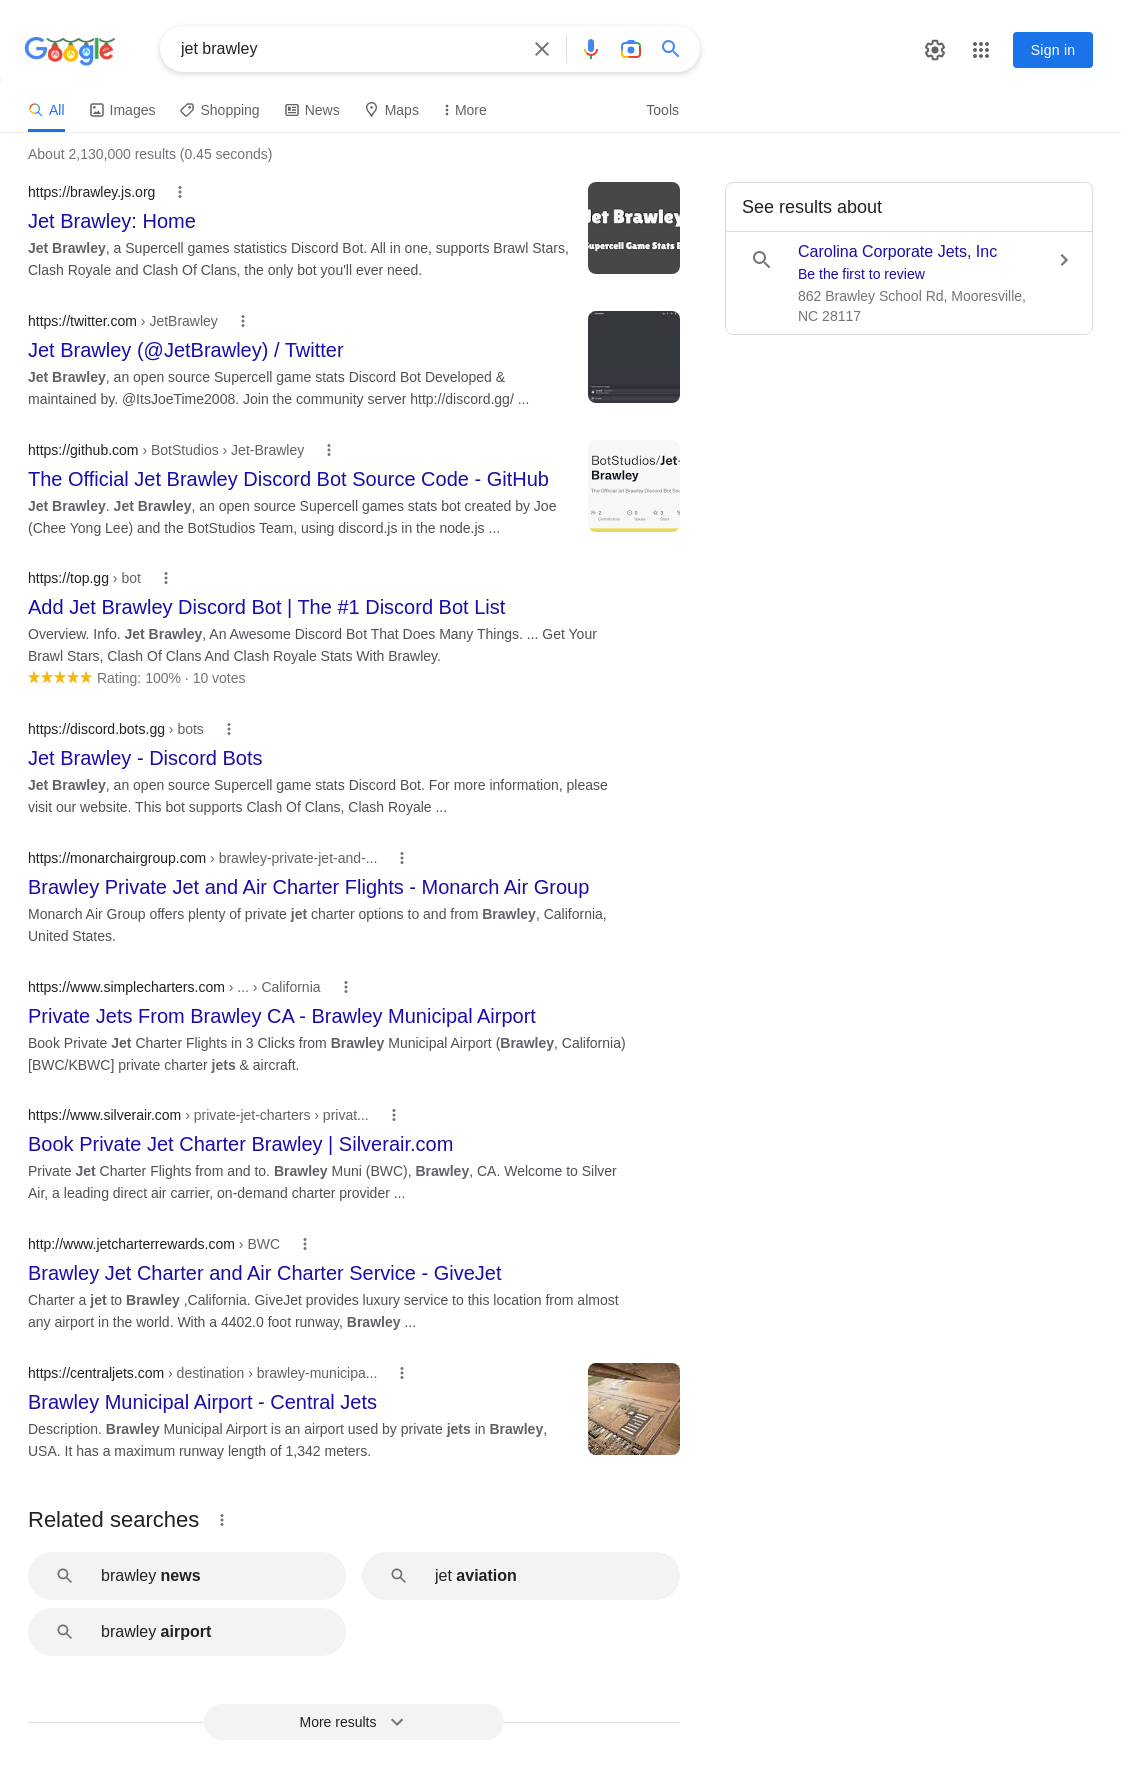 Google
jet brawley
Sign in
All
Images
Shopping
News
Maps
More
Tools
About 2,130,000 results (0.45 seconds)
https://brawley.js.org
Jet Brawley: Home
Jet Brawley, a Supercell games statistics Discord Bot. All in one, supports Brawl Stars,
Clash Royale and Clash Of Clans, the only bot you'll ever need.
Jet Brawley
Supercell Game Stats B
https://twitter.com › JetBrawley
Jet Brawley (@JetBrawley) / Twitter
Jet Brawley, an open source Supercell game stats Discord Bot Developed &
maintained by. @ItsJoeTime2008. Join the community server http://discord.gg/ ...
https://github.com › BotStudios › Jet-Brawley
The Official Jet Brawley Discord Bot Source Code - GitHub
Jet Brawley. Jet Brawley, an open source Supercell games stats bot created by Joe
(Chee Yong Lee) and the BotStudios Team, using discord.js in the node.js ...
BotStudios/Jet-
Brawley
The Official Jet Brawley Discord Bot Sou
2
0
3
Contributors
Issues
Stars
https://top.gg › bot
Add Jet Brawley Discord Bot | The #1 Discord Bot List
Overview. Info. Jet Brawley, An Awesome Discord Bot That Does Many Things. ... Get Your
Brawl Stars, Clash Of Clans And Clash Royale Stats With Brawley.
Rating: 100% · 10 votes
https://discord.bots.gg › bots
Jet Brawley - Discord Bots
Jet Brawley, an open source Supercell game stats Discord Bot. For more information, please
visit our website. This bot supports Clash Of Clans, Clash Royale ...
https://monarchairgroup.com › brawley-private-jet-and-...
Brawley Private Jet and Air Charter Flights - Monarch Air Group
Monarch Air Group offers plenty of private jet charter options to and from Brawley, California,
United States.
https://www.simplecharters.com › ... › California
Private Jets From Brawley CA - Brawley Municipal Airport
Book Private Jet Charter Flights in 3 Clicks from Brawley Municipal Airport (Brawley, California)
[BWC/KBWC] private charter jets & aircraft.
https://www.silverair.com › private-jet-charters › privat...
Book Private Jet Charter Brawley | Silverair.com
Private Jet Charter Flights from and to. Brawley Muni (BWC), Brawley, CA. Welcome to Silver
Air, a leading direct air carrier, on-demand charter provider ...
http://www.jetcharterrewards.com › BWC
Brawley Jet Charter and Air Charter Service - GiveJet
Charter a jet to Brawley ,California. GiveJet provides luxury service to this location from almost
any airport in the world. With a 4402.0 foot runway, Brawley ...
https://centraljets.com › destination › brawley-municipa...
Brawley Municipal Airport - Central Jets
Description. Brawley Municipal Airport is an airport used by private jets in Brawley,
USA. It has a maximum runway length of 1,342 meters.
Related searches
brawley news
jet aviation
brawley airport
More results
See results about
Carolina Corporate Jets, Inc
Be the first to review
862 Brawley School Rd, Mooresville,
NC 28117